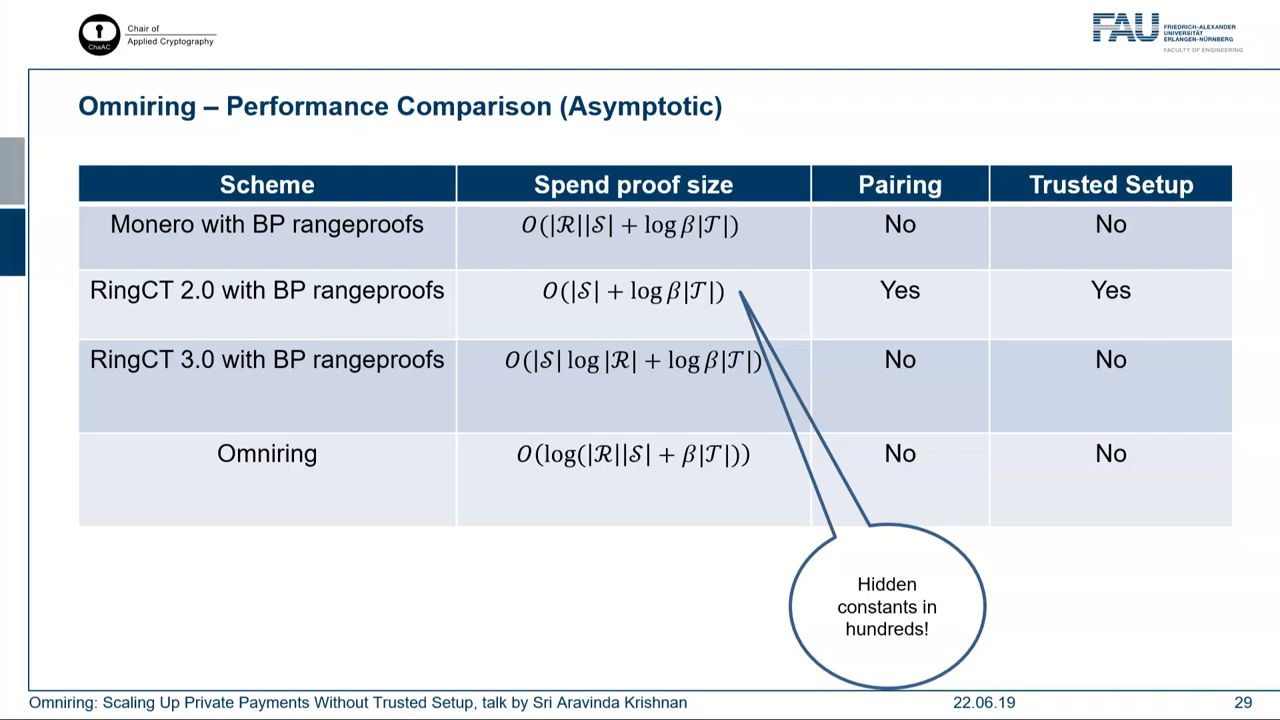 ChaAC
Chair of
Applied Cryptography
FAU
FRIEDRICH-ALEXANDER
UNIVERSITÄT
ERLANGEN-NÜRNBERG
FACULTY OF ENGINEERING
Omniring – Performance Comparison (Asymptotic)
Scheme Spend proof size Pairing Trusted Setup
Monero with BP rangeproofs O(|ℛ||𝒮| + log β|𝒯|) No No
RingCT 2.0 with BP rangeproofs O(|𝒮| + log β|𝒯|) Yes Yes
RingCT 3.0 with BP rangeproofs O(|𝒮| log |ℛ| + log β|𝒯|) No No
Omniring O(log(|ℛ||𝒮| + β|𝒯|)) No No
Hidden
constants in
hundreds!
Omniring: Scaling Up Private Payments Without Trusted Setup, talk by Sri Aravinda Krishnan 22.06.19 29